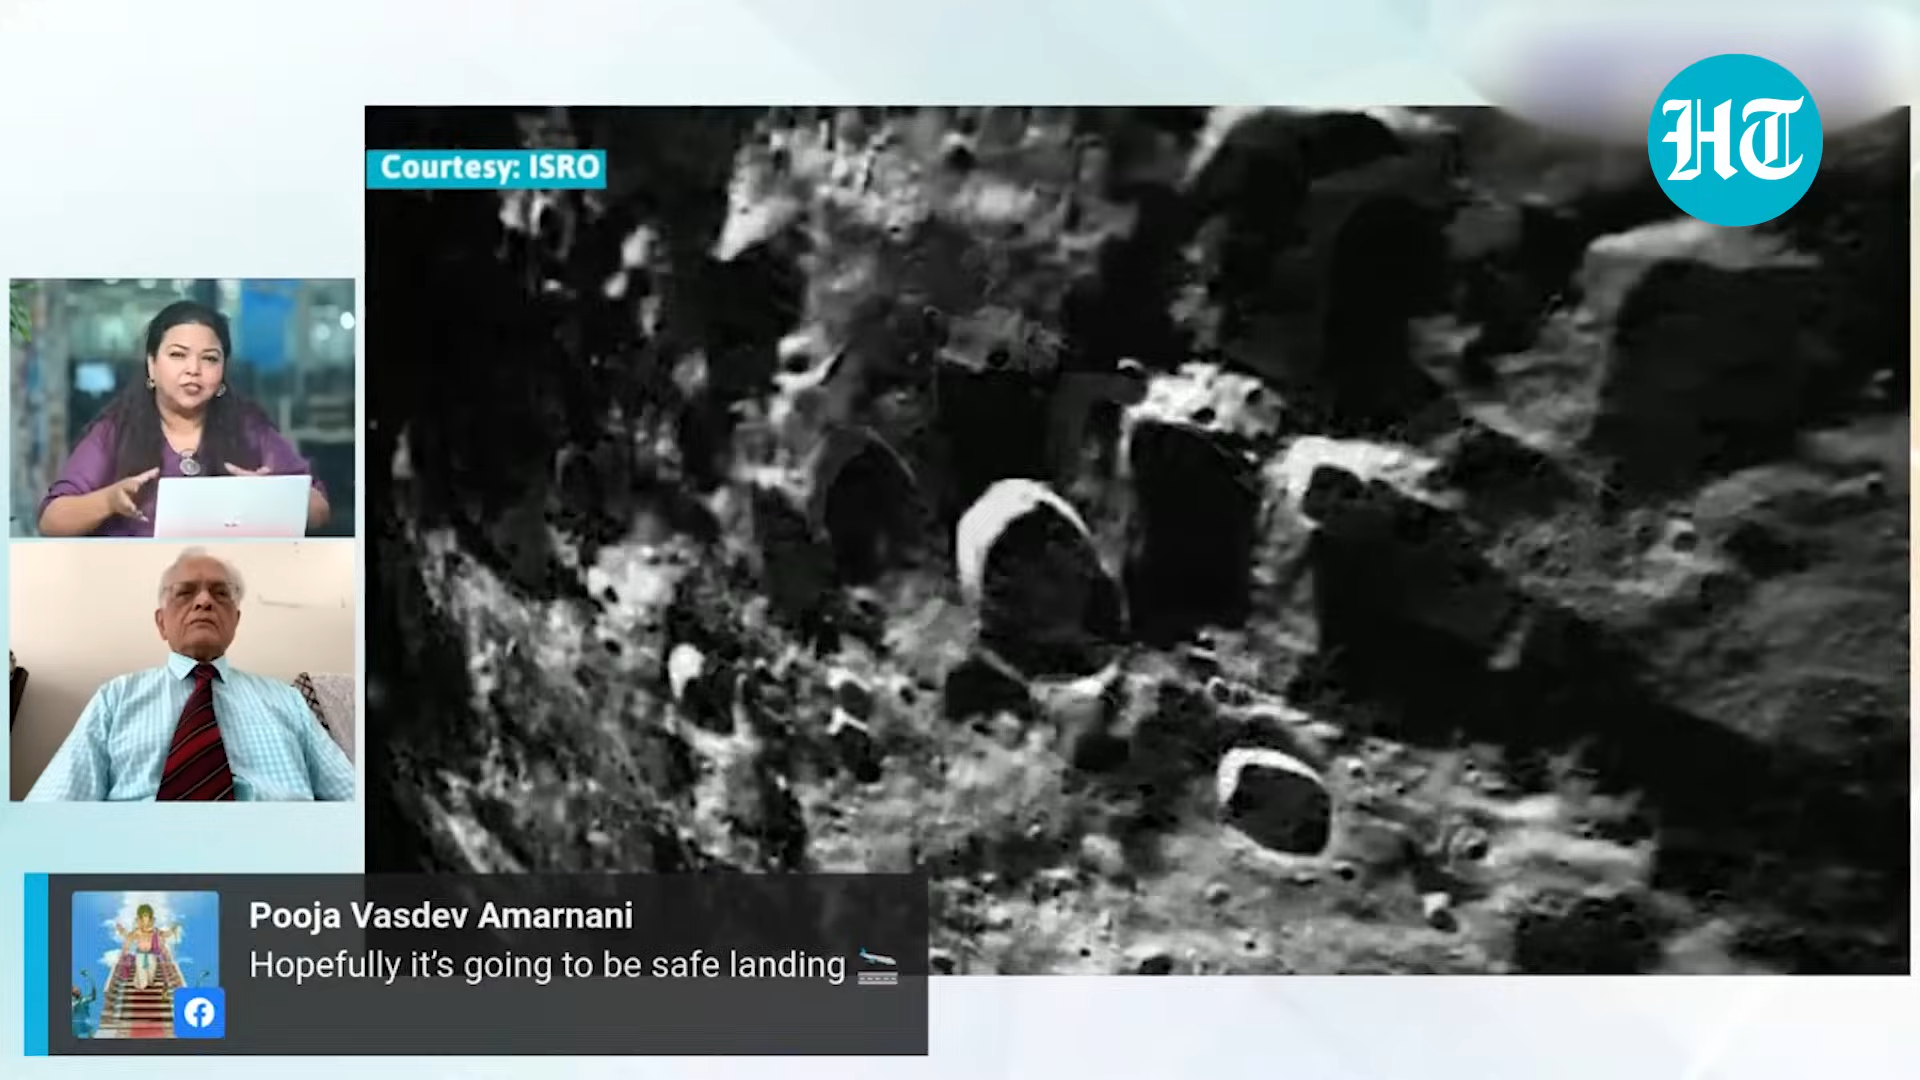 Courtesy: ISRO
HT
Pooja Vasdev Amarnani
Hopefully it's going to be safe landing 🛬